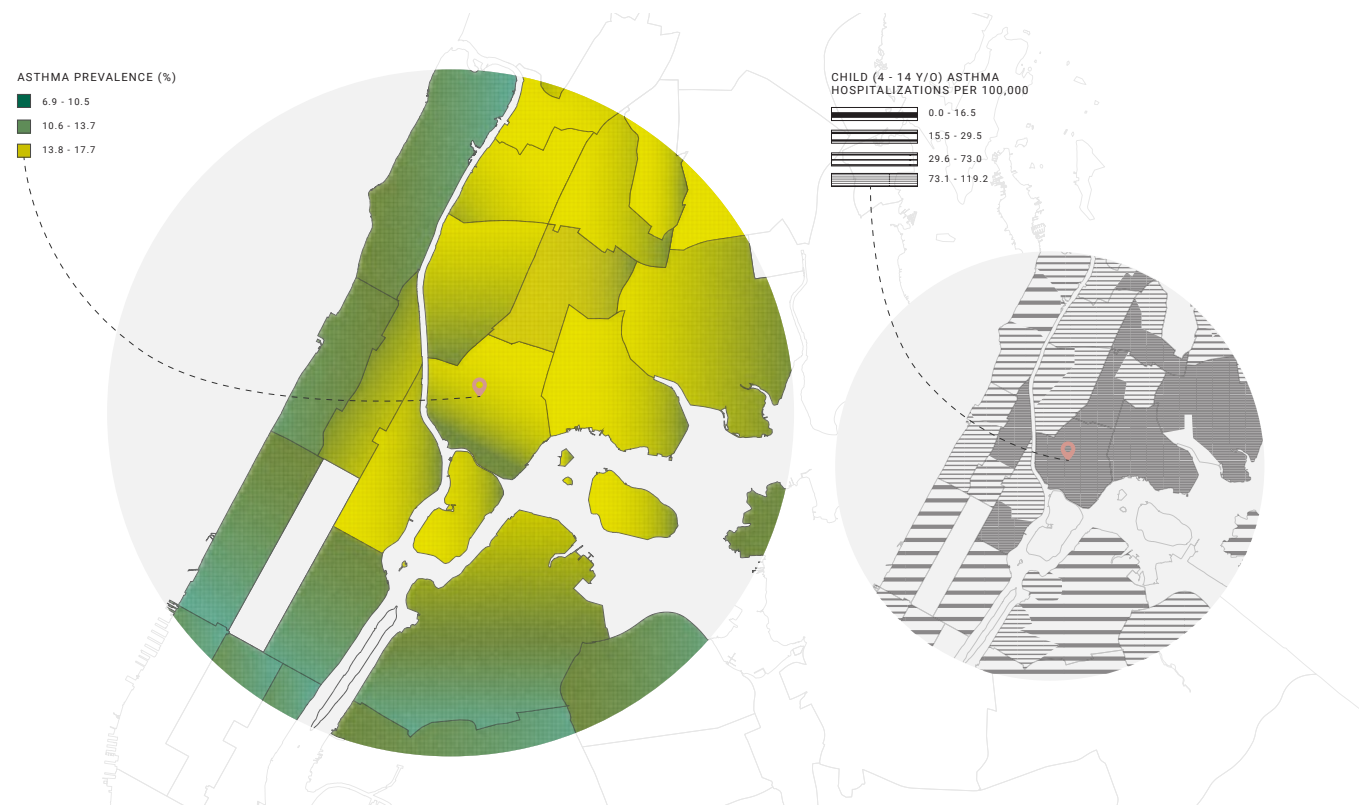 ASTHMA PREVALENCE (%)
6.9 - 10.5
10.6 - 13.7
13.8 - 17.7
CHILD (4 - 14 Y/O) ASTHMA
HOSPITALIZATIONS PER 100,000
0.0 - 16.5
15.5 - 29.5
29.6 - 73.0
73.1 - 119.2